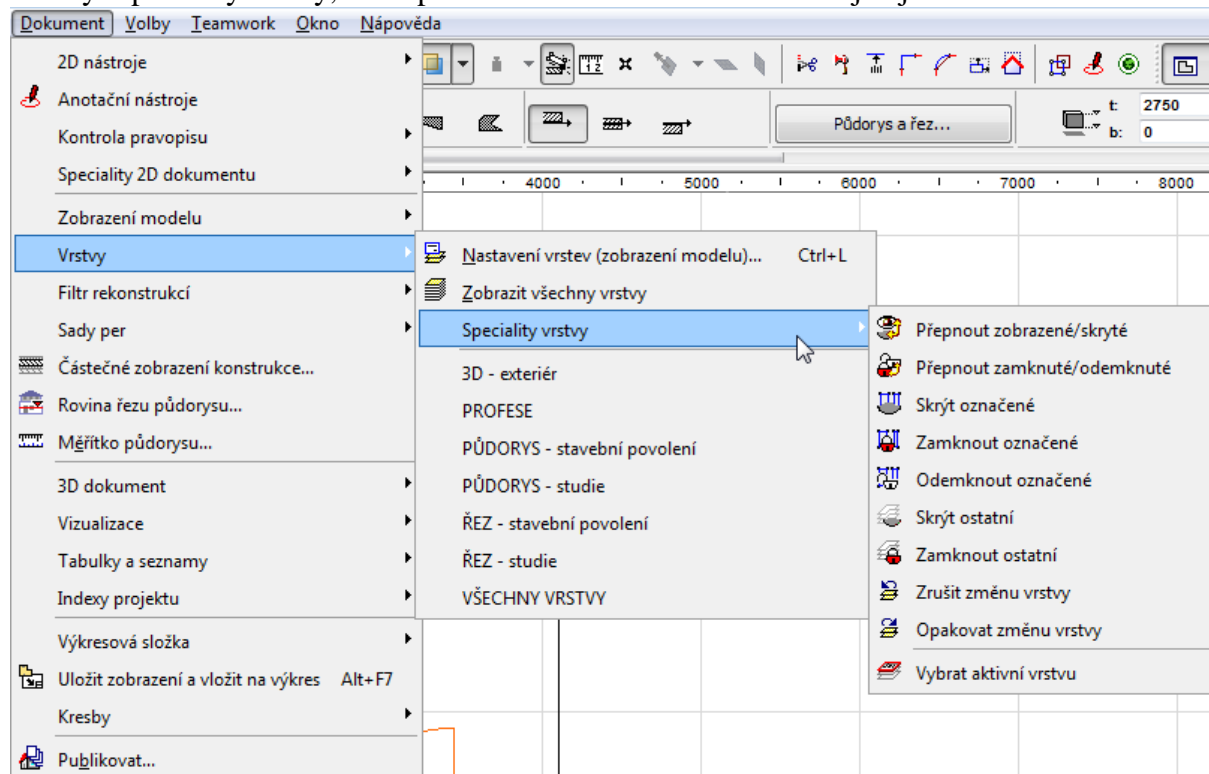 Dokument Volby Teamwork Okno Nápověda
2D nástroje
Anotační nástroje
Kontrola pravopisu
Speciality 2D dokumentu
Zobrazení modelu
Vrstvy
Filtr rekonstrukcí
Sady per
Částečné zobrazení konstrukce...
Rovina řezu půdorysu...
Měřítko půdorysu...
3D dokument
Vizualizace
Tabulky a seznamy
Indexy projektu
Výkresová složka
Uložit zobrazení a vložit na výkres Alt+F7
Kresby
Publikovat...
Půdorys a řez...
t: 2750
b: 0
4000 5000 6000 7000 8000
Nastavení vrstev (zobrazení modelu)... Ctrl+L
Zobrazit všechny vrstvy
Speciality vrstvy
3D - exteriér
PROFESE
PŮDORYS - stavební povolení
PŮDORYS - studie
ŘEZ - stavební povolení
ŘEZ - studie
VŠECHNY VRSTVY
Přepnout zobrazené/skryté
Přepnout zamknuté/odemknuté
Skrýt označené
Zamknout označené
Odemknout označené
Skrýt ostatní
Zamknout ostatní
Zrušit změnu vrstvy
Opakovat změnu vrstvy
Vybrat aktivní vrstvu